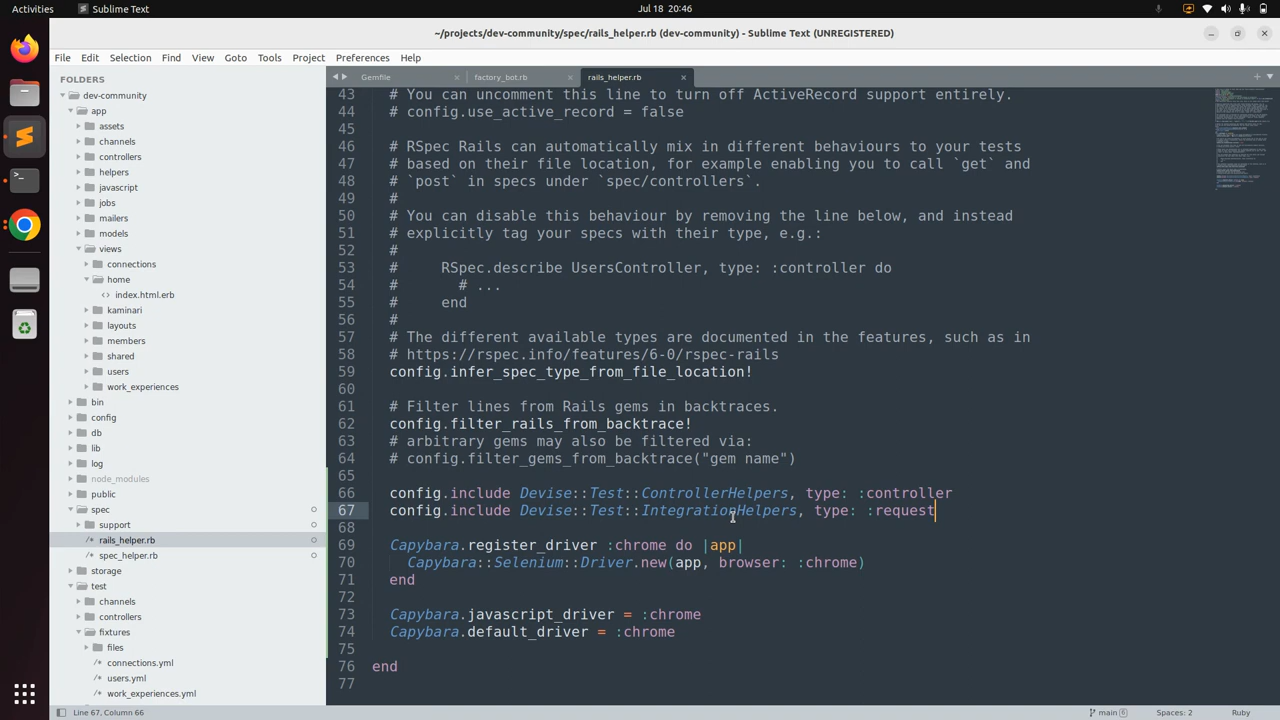 Activities
Sublime Text
Jul 18 20:46
~/projects/dev-community/spec/rails_helper.rb (dev-community) - Sublime Text (UNREGISTERED)
File Edit Selection Find View Goto Tools Project Preferences Help
FOLDERS
dev-community
app
assets
channels
controllers
helpers
javascript
jobs
mailers
models
views
connections
home
index.html.erb
kaminari
layouts
members
shared
users
work_experiences
bin
config
db
lib
log
node_modules
public
spec
support
rails_helper.rb
spec_helper.rb
storage
test
channels
controllers
fixtures
files
connections.yml
users.yml
work_experiences.yml
Gemfile
factory_bot.rb
rails_helper.rb
43 # You can uncomment this line to turn off ActiveRecord support entirely.
44 # config.use_active_record = false
45
46 # RSpec Rails can automatically mix in different behaviours to your tests
47 # based on their file location, for example enabling you to call `get` and
48 # `post` in specs under `spec/controllers`.
49 #
50 # You can disable this behaviour by removing the line below, and instead
51 # explicitly tag your specs with their type, e.g.:
52 #
53 #     RSpec.describe UsersController, type: :controller do
54 #       # ...
55 #     end
56 #
57 # The different available types are documented in the features, such as in
58 # https://rspec.info/features/6-0/rspec-rails
59 config.infer_spec_type_from_file_location!
60
61 # Filter lines from Rails gems in backtraces.
62 config.filter_rails_from_backtrace!
63 # arbitrary gems may also be filtered via:
64 # config.filter_gems_from_backtrace("gem name")
65
66 config.include Devise::Test::ControllerHelpers, type: :controller
67 config.include Devise::Test::IntegrationHelpers, type: :request
68
69 Capybara.register_driver :chrome do |app|
70 Capybara::Selenium::Driver.new(app, browser: :chrome)
71 end
72
73 Capybara.javascript_driver = :chrome
74 Capybara.default_driver = :chrome
75
76 end
77
Line 67, Column 66
main 6
Spaces: 2
Ruby